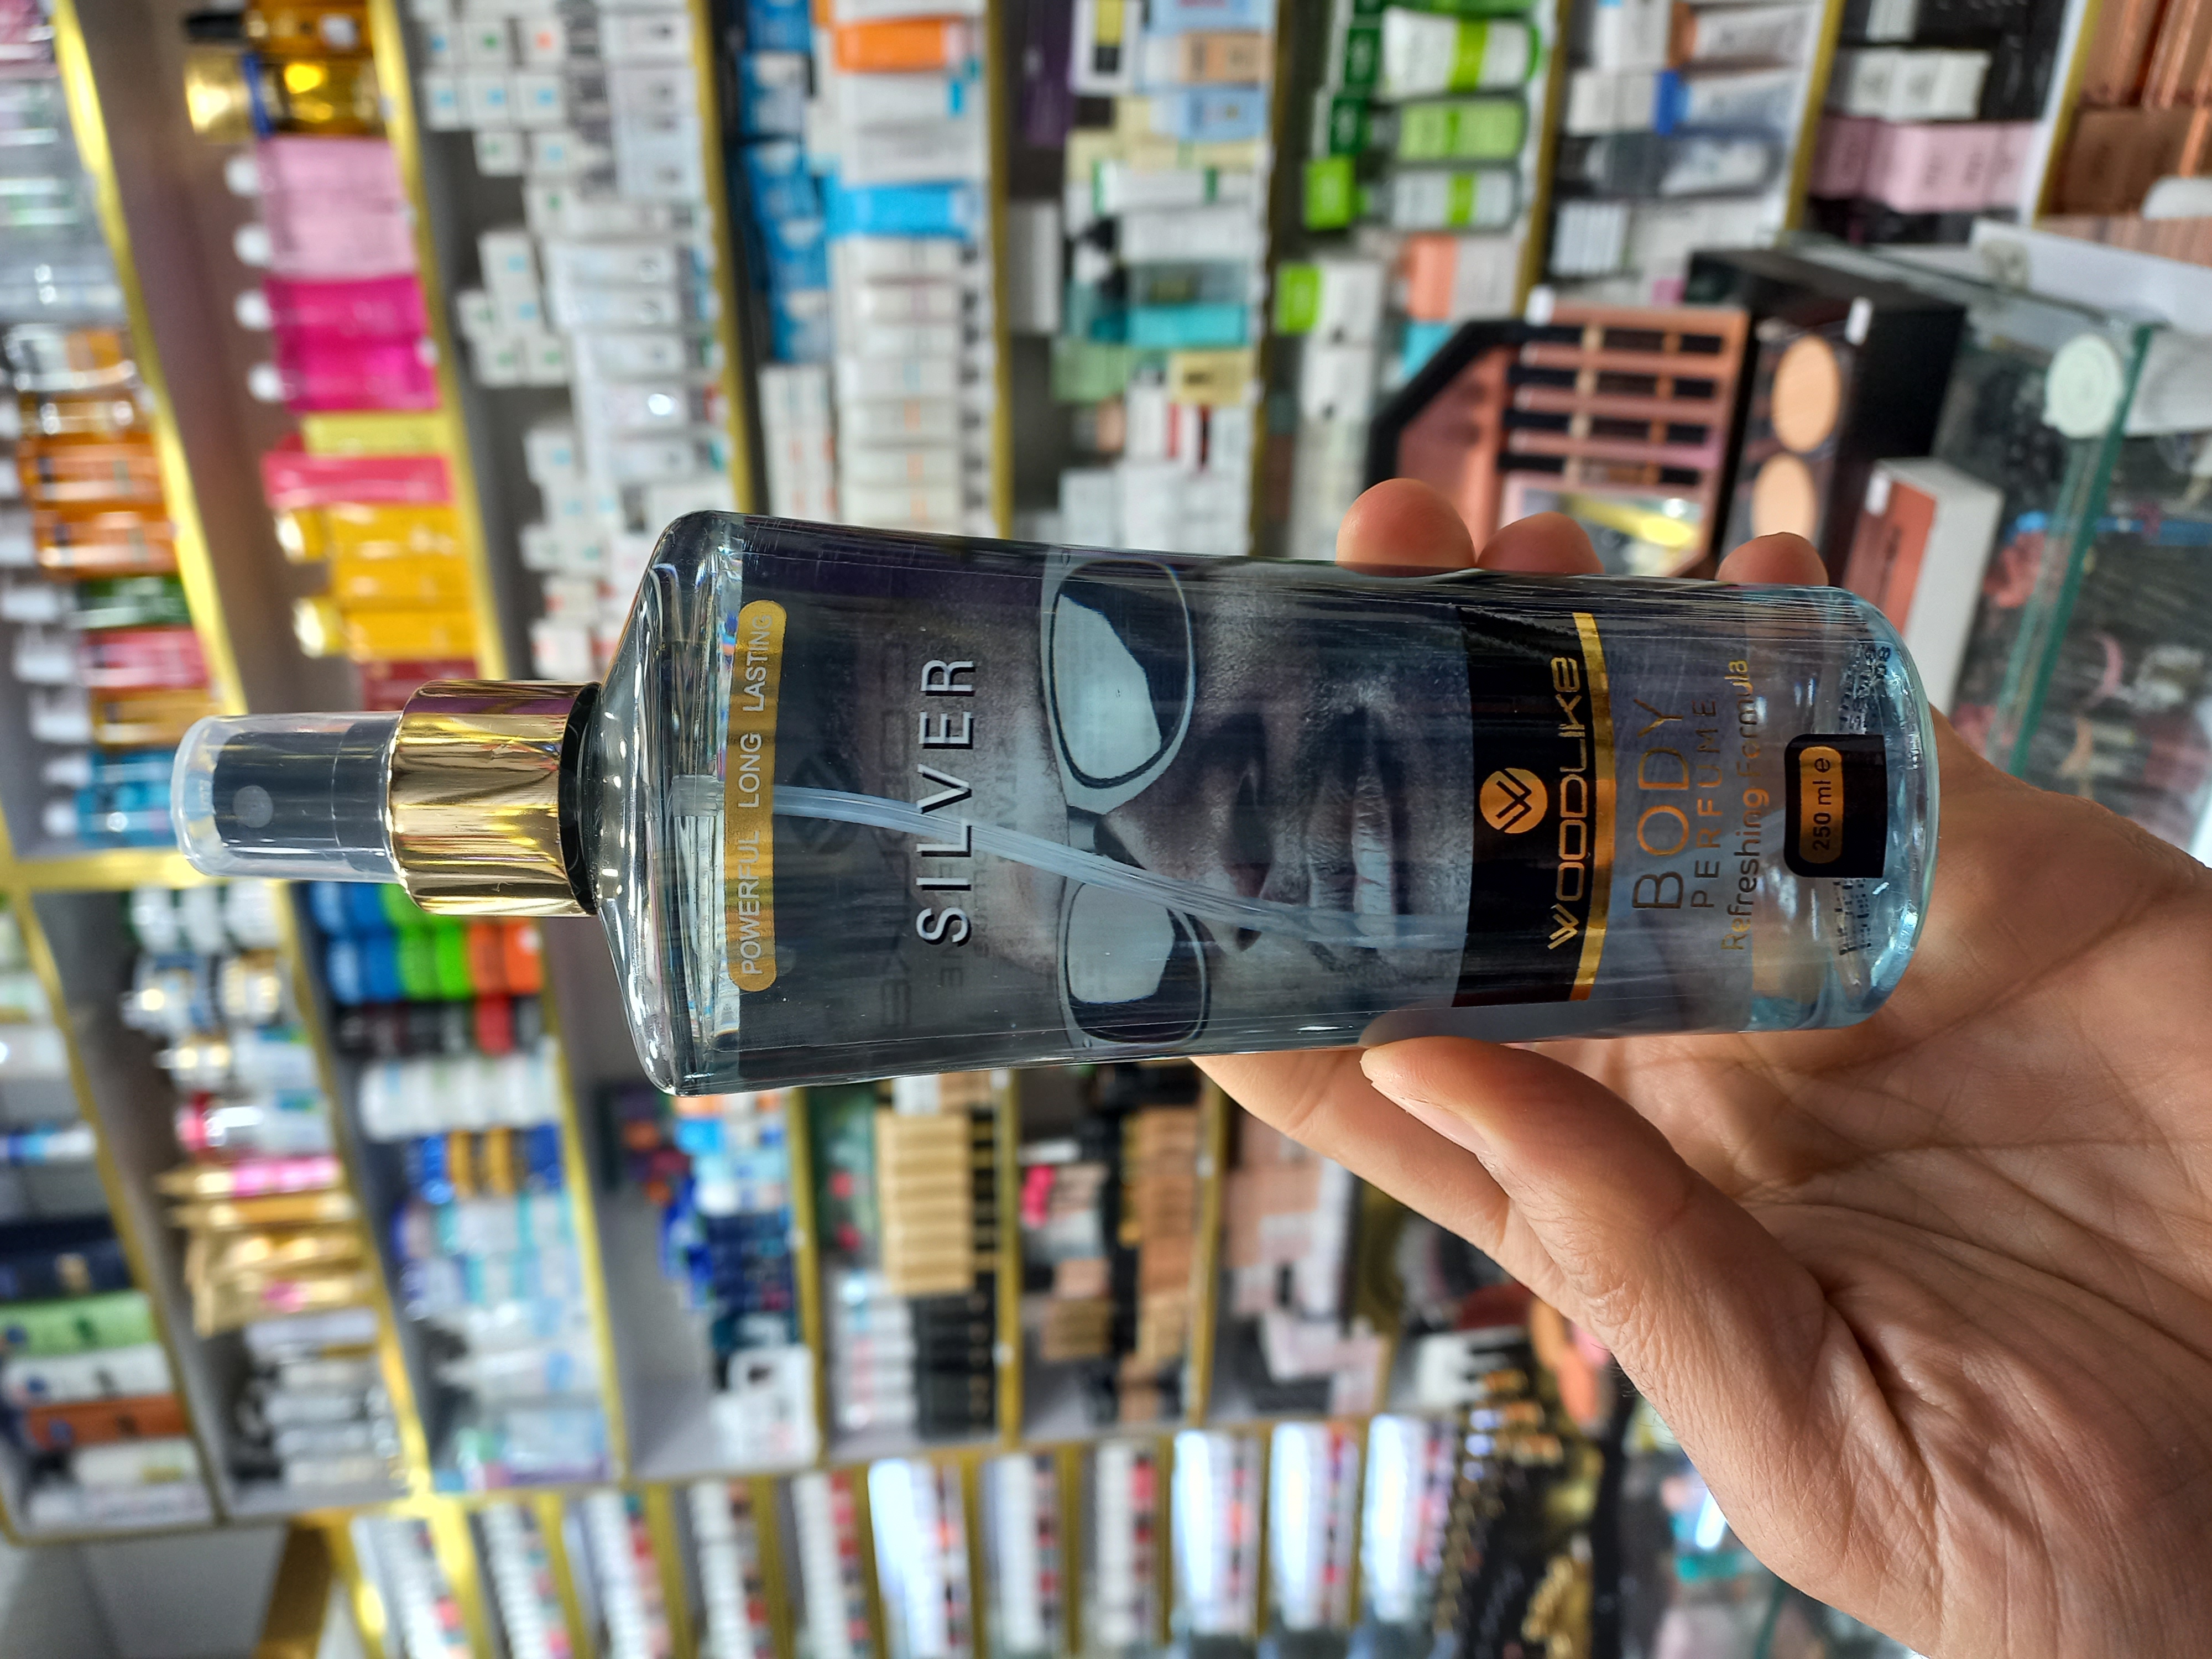 POWERFUL LONG LASTING
SILVER
WOODLIKE
BODY
PERFUME
Refreshing Formula
250 ml e